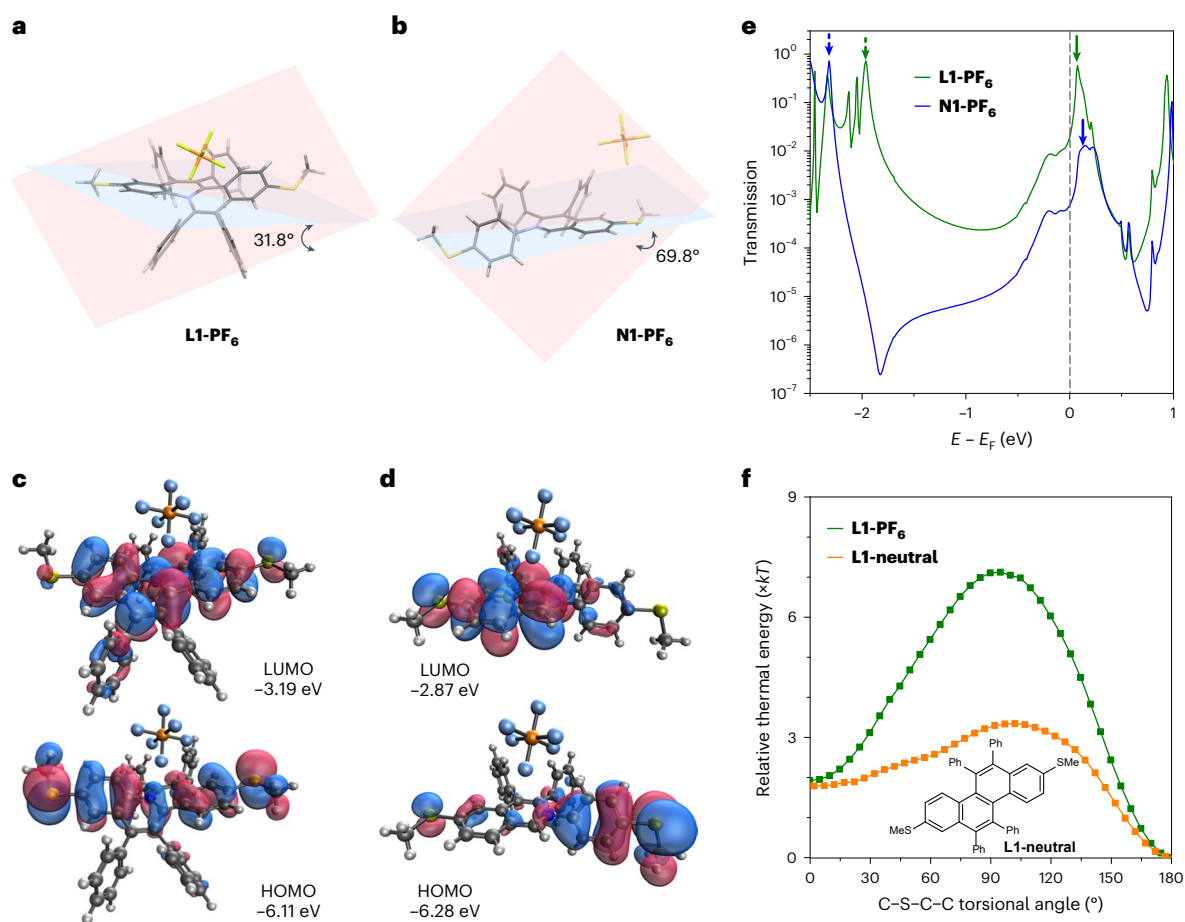 a
31.8°
L1-PF6
b
69.8°
N1-PF6
c
LUMO
−3.19 eV
HOMO
−6.11 eV
d
LUMO
−2.87 eV
HOMO
−6.28 eV
e
L1-PF6
N1-PF6
Transmission
10^0
10^−1
10^−2
10^−3
10^−4
10^−5
10^−6
10^−7
−2 −1 0 1
E − EF (eV)
f
L1-PF6
L1-neutral
Relative thermal energy (×kT)
9
6
3
0
Ph
Ph
SMe
MeS
Ph
Ph
L1-neutral
0 30 60 90 120 150 180
C–S–C–C torsional angle (°)